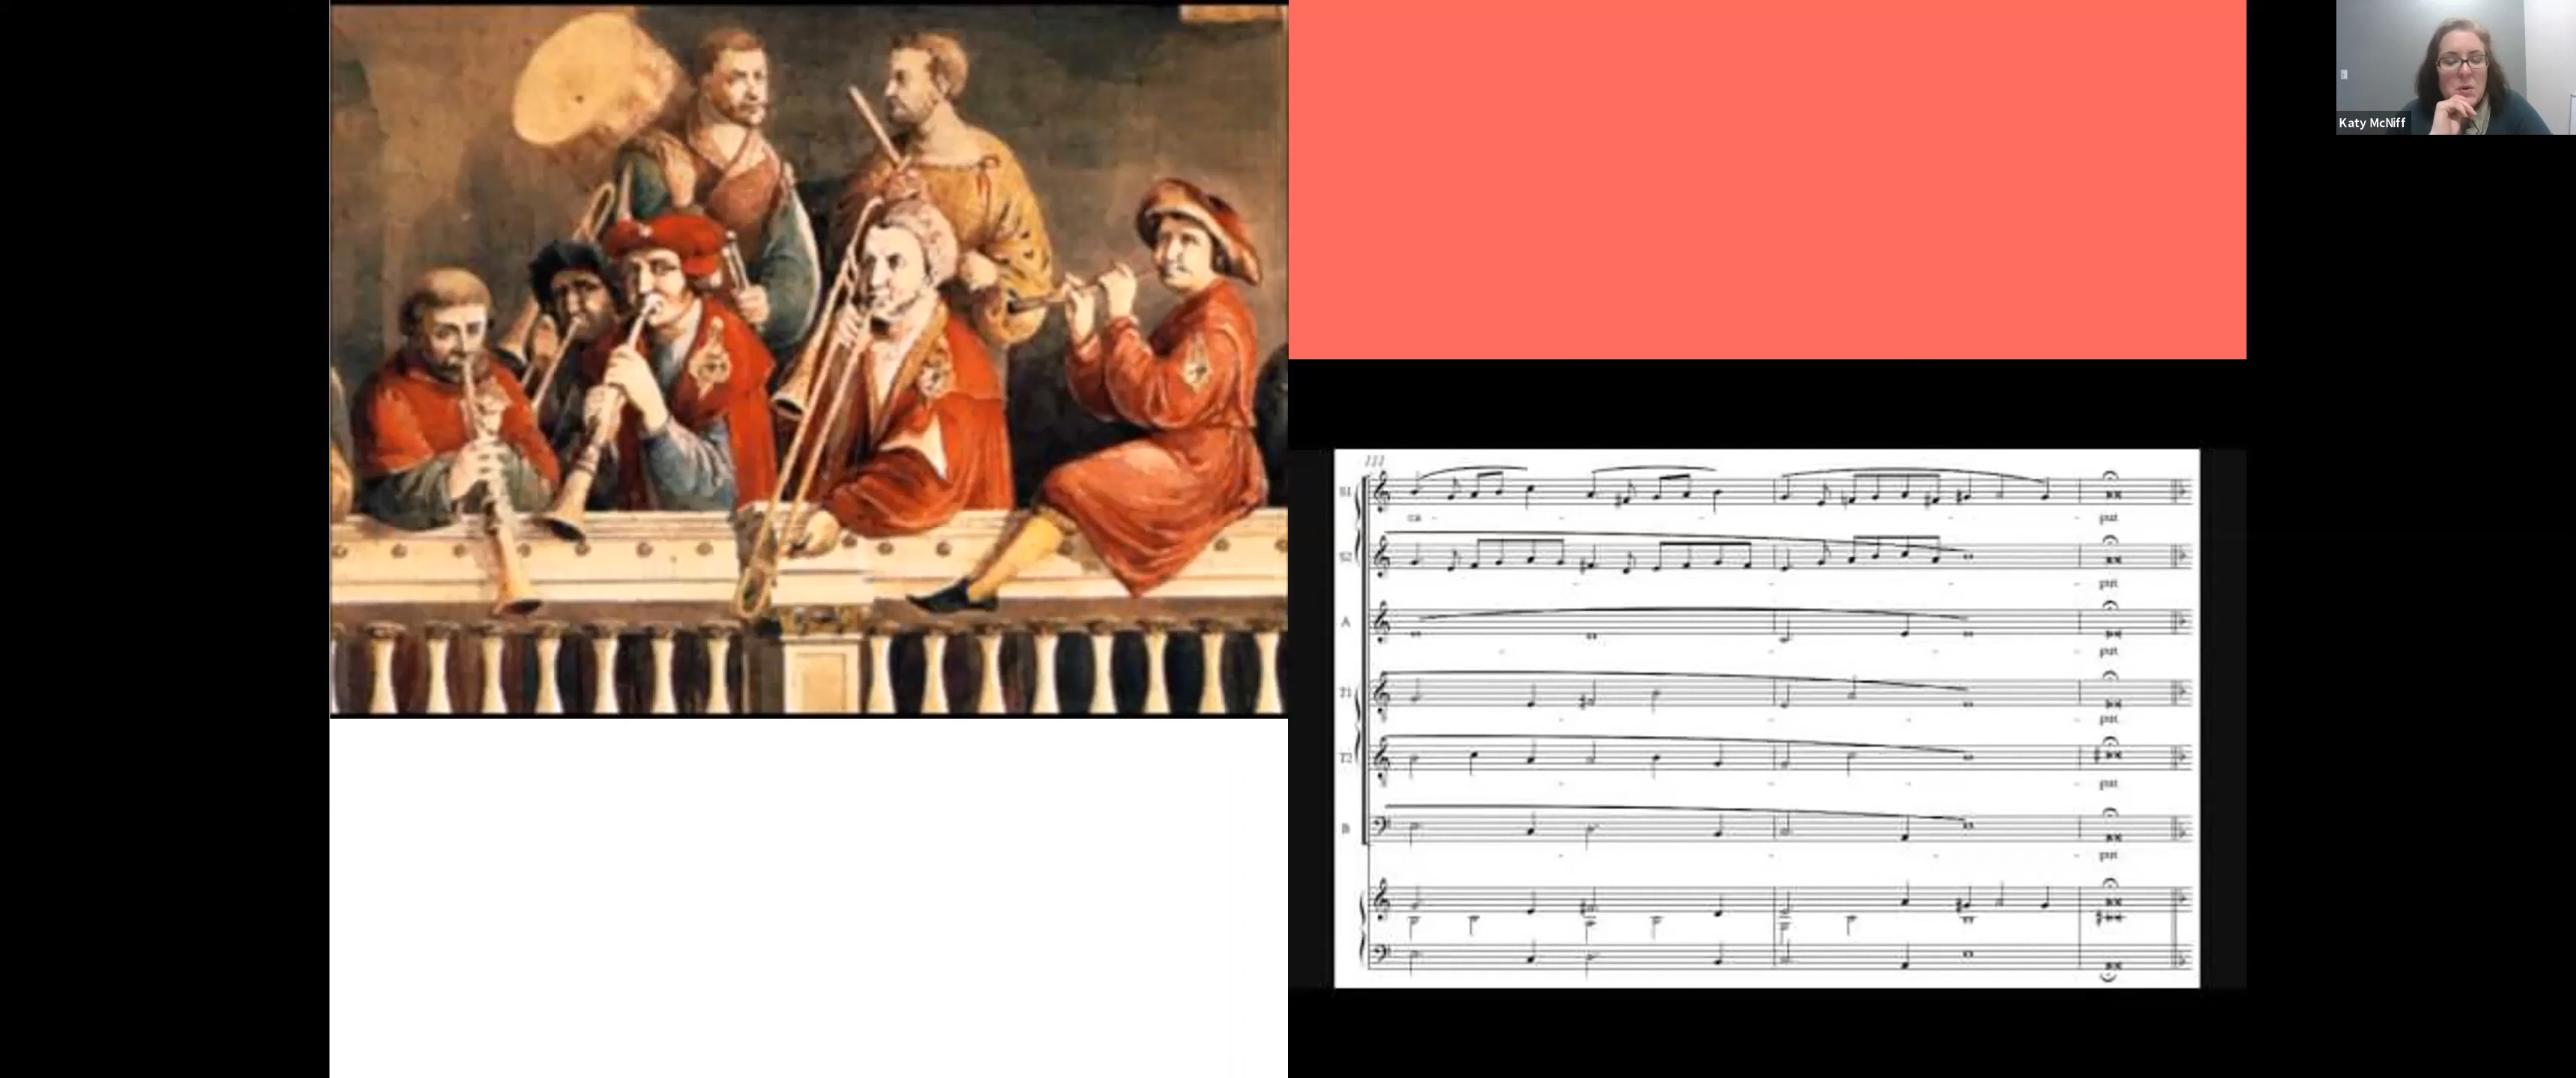 Katy McNiff
111
S1
ca - - - - - put
S2
- - - put
A
- - - - put
T1
- - - - put
T2
- - - - put
B
- - - - put